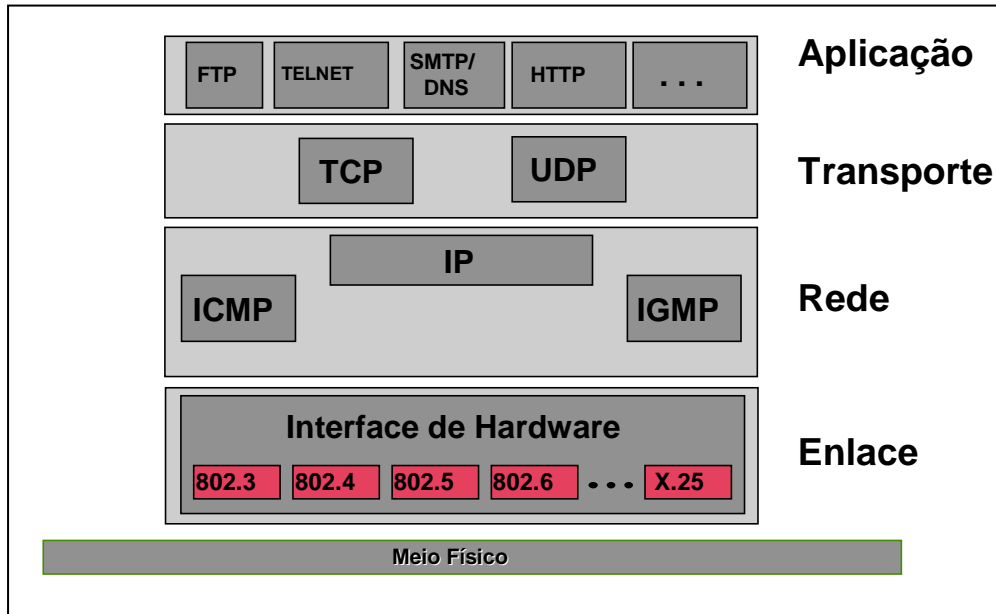 FTP
TELNET
SMTP/
DNS
HTTP
. . .
Aplicação
TCP
UDP
Transporte
IP
ICMP
IGMP
Rede
Interface de Hardware
802.3
802.4
802.5
802.6
• • •
X.25
Enlace
Meio Físico